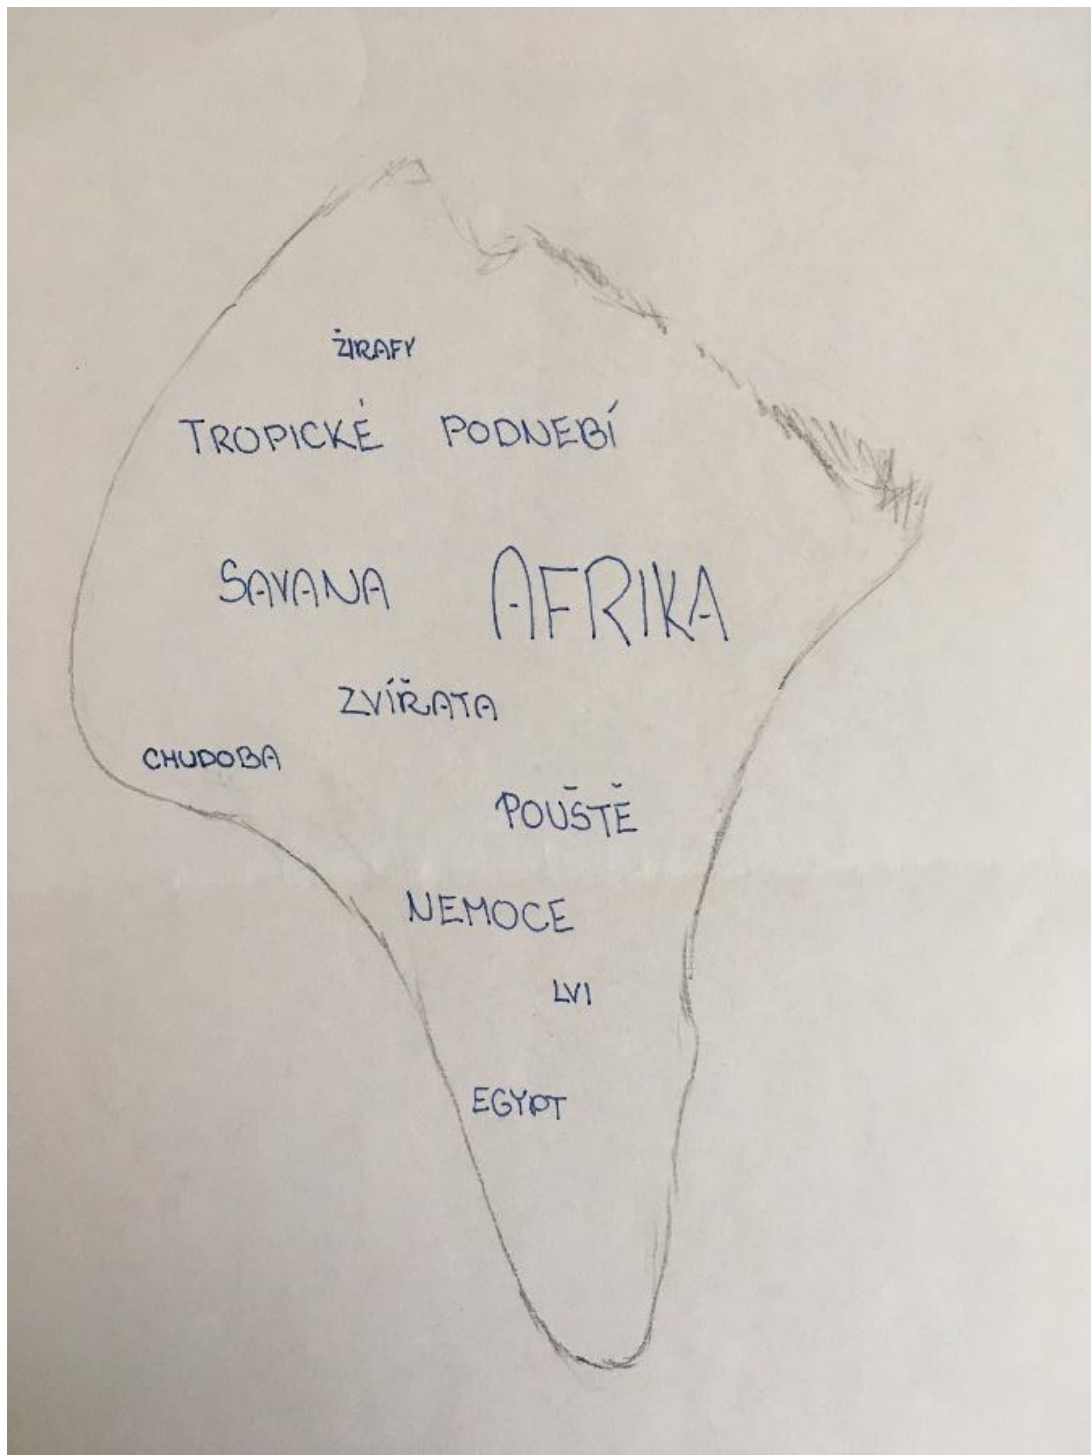 ŽIRAFY
TROPICKÉ PODNEBÍ
SAVANA AFRIKA
ZVÍŘATA
CHUDOBA
POUŠTĚ
NEMOCE
LVI
EGYPT